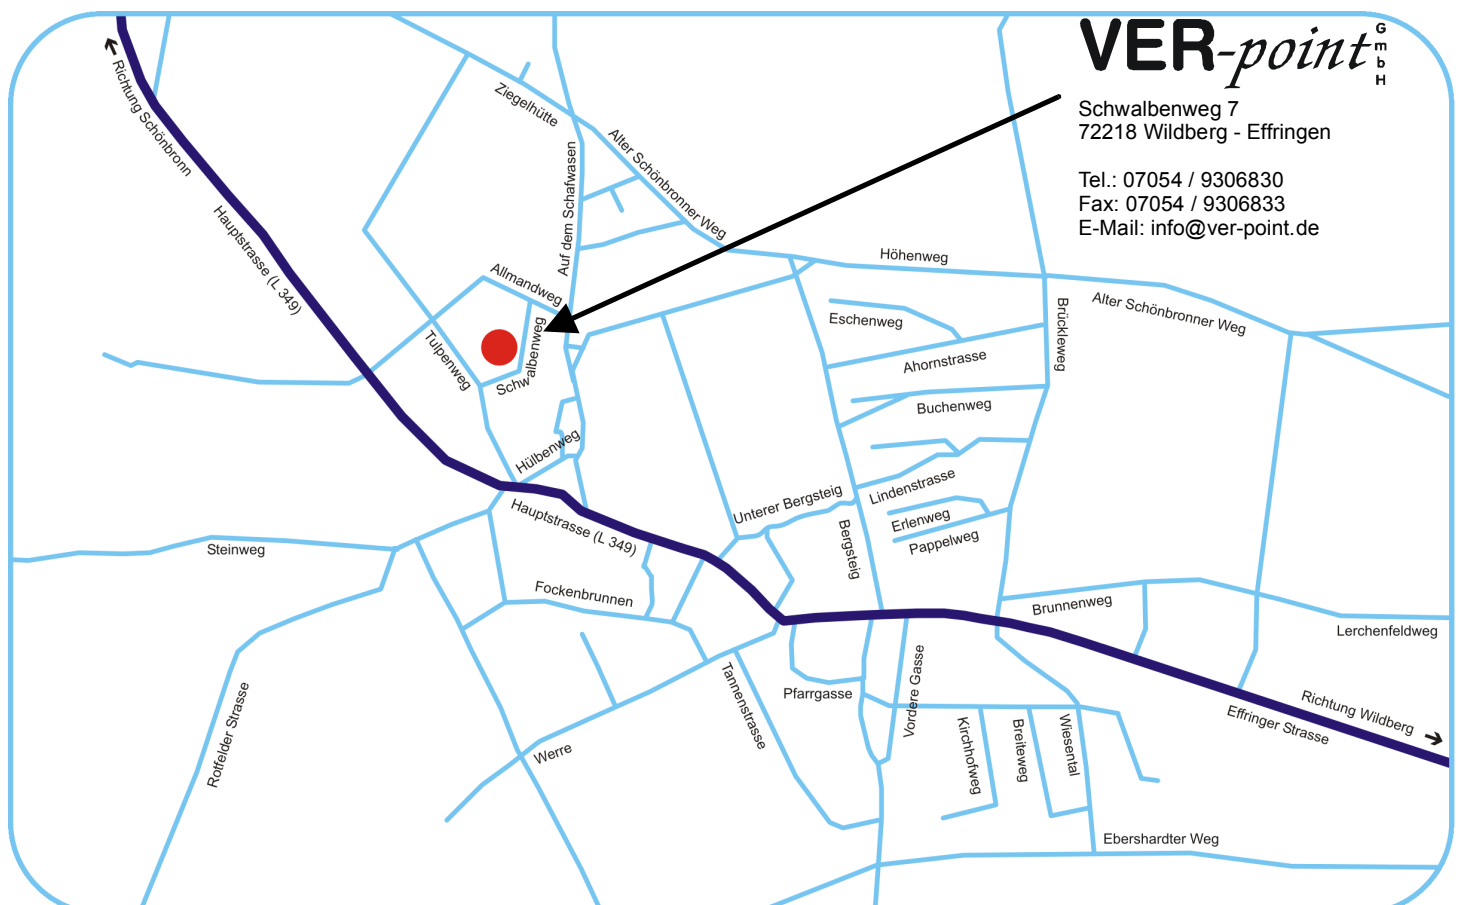 VER-point GmbH
Schwalbenweg 7
72218 Wildberg - Effringen
Tel.: 07054 / 9306830
Fax: 07054 / 9306833
E-Mail: info@ver-point.de
Richtung Schönbronn
Hauptstrasse (L 349)
Ziegelhütte
Alter Schönbronner Weg
Auf dem Schafwasen
Allmandweg
Tulpenweg
Schwalbenweg
Hülbenweg
Höhenweg
Alter Schönbronner Weg
Brückleweg
Eschenweg
Ahornstrasse
Buchenweg
Lindenstrasse
Erlenweg
Pappelweg
Unterer Bergsteig
Bergsteig
Hauptstrasse (L 349)
Steinweg
Fockenbrunnen
Brunnenweg
Lerchenfeldweg
Rotfelder Strasse
Werre
Tannenstrasse
Pfarrgasse
Vordere Gasse
Kirchhofweg
Breiteweg
Wiesental
Effringer Strasse
Richtung Wildberg
Ebershardter Weg